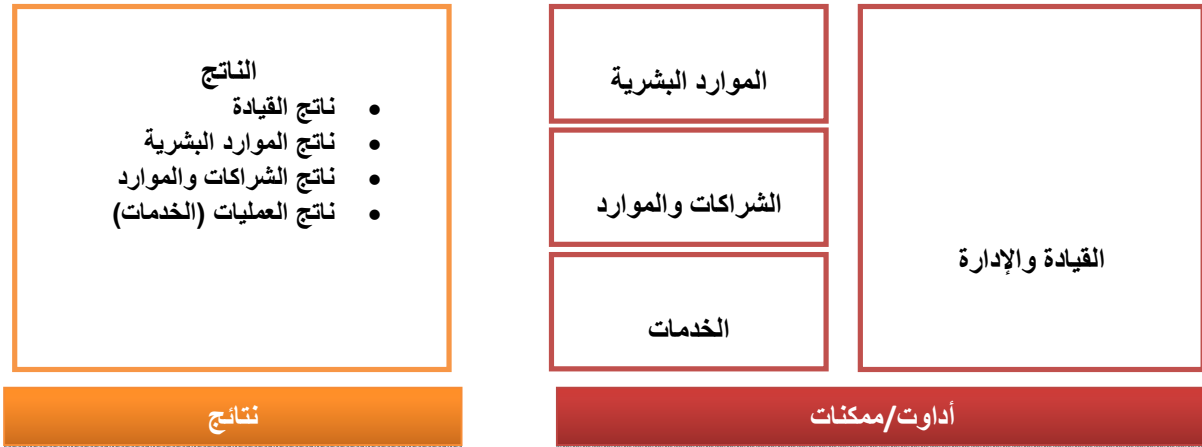 القيادة والإدارة
الموارد البشرية
الشراكات والموارد
الخدمات
الناتج
• ناتج القيادة
• ناتج الموارد البشرية
• ناتج الشراكات والموارد
• ناتج العمليات (الخدمات)
أداوت/ممكنات
نتائج